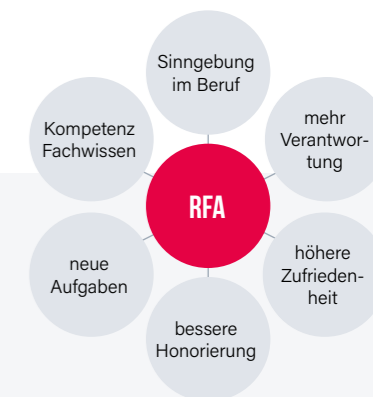 Sinngebung
im Beruf
mehr
Verantwor-
tung
höhere
Zufrieden-
heit
bessere
Honorierung
neue
Aufgaben
Kompetenz
Fachwissen
RFA